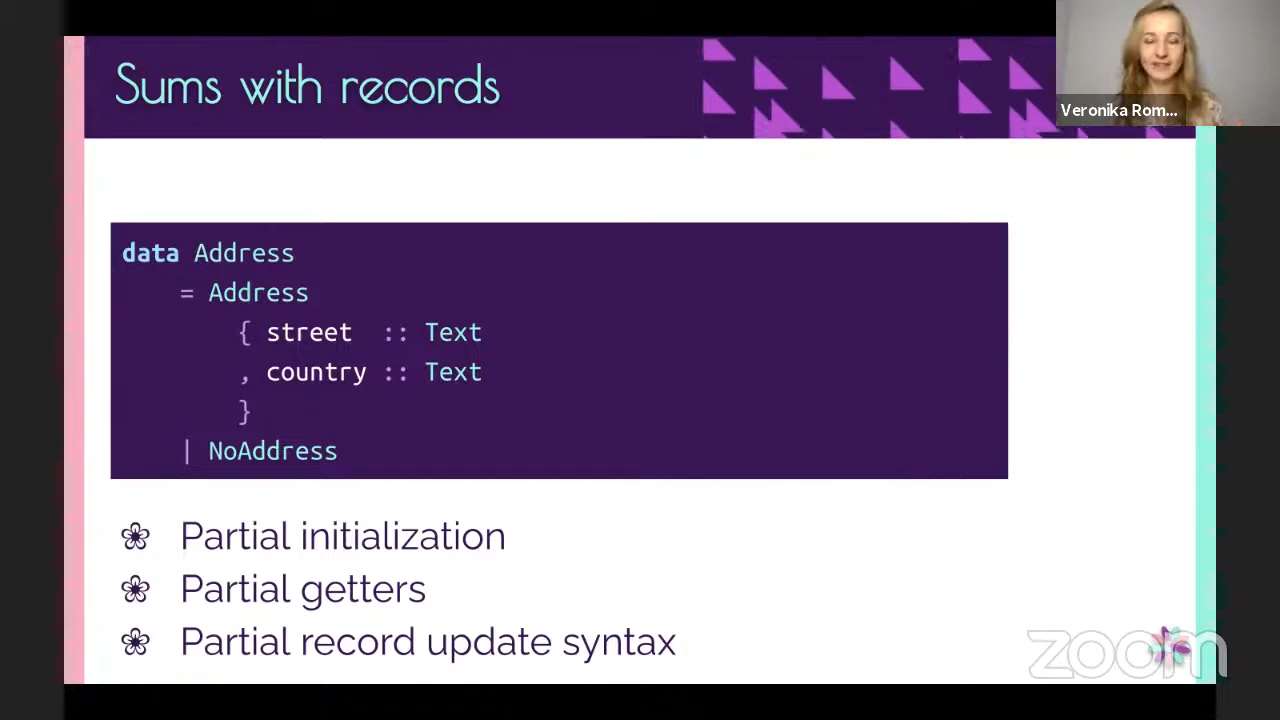 Sums with records
Veronika Rom...
data Address
= Address
{ street :: Text
, country :: Text
}
| NoAddress
Partial initialization
Partial getters
Partial record update syntax
zoom